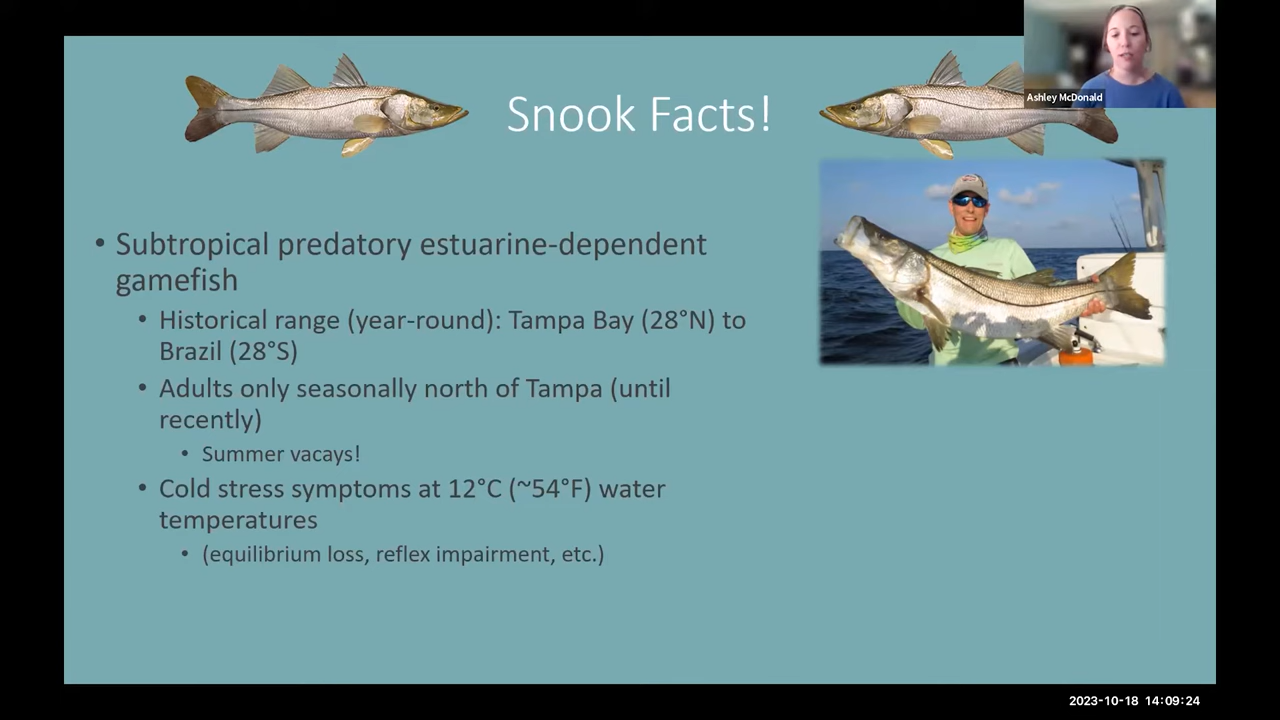 Ashley McDonald
Snook Facts!
• Subtropical predatory estuarine-dependent
gamefish
• Historical range (year-round): Tampa Bay (28°N) to
Brazil (28°S)
• Adults only seasonally north of Tampa (until
recently)
• Summer vacays!
• Cold stress symptoms at 12°C (~54°F) water
temperatures
• (equilibrium loss, reflex impairment, etc.)
2023-10-18 14:09:24